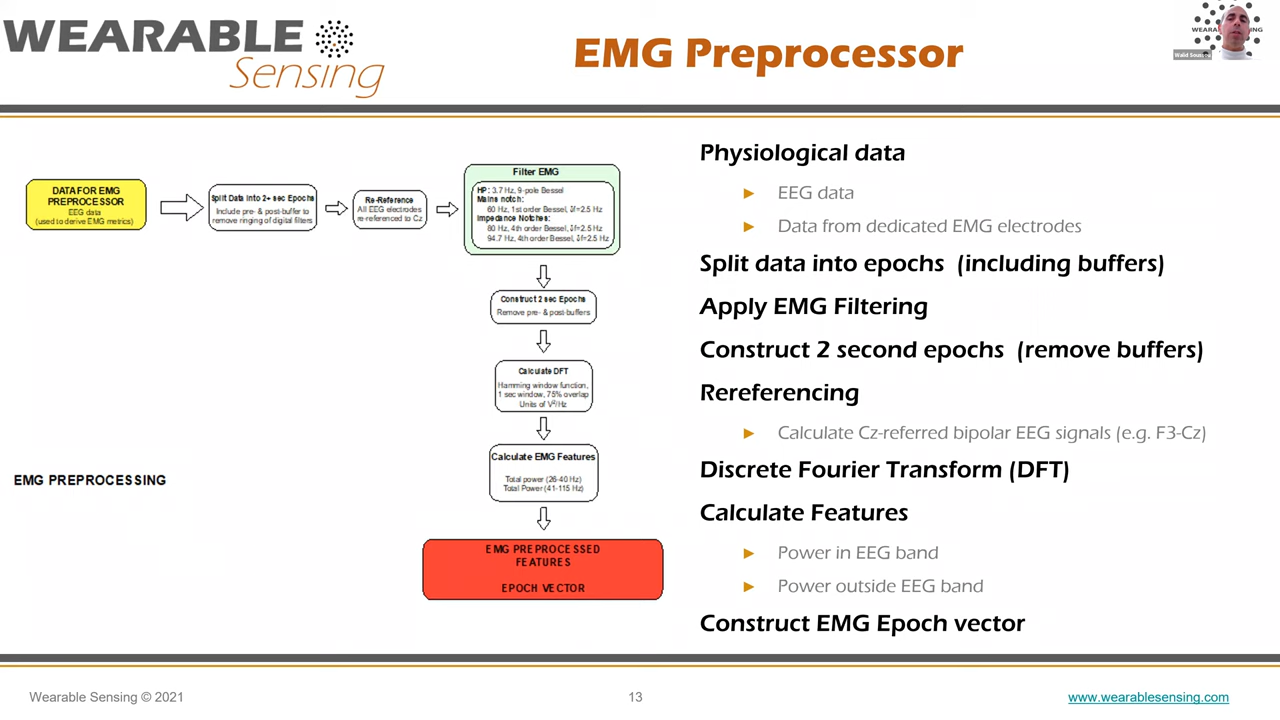 WEARABLE
Sensing
EMG Preprocessor
Walid Soussou
DATA FOR EMG
PREPROCESSOR
EEG data
(used to derive EMG metrics)
Split Data into 2+ sec Epochs
Include pre- & post-buffer to
remove ringing of digital filters
Re-Reference
All EEG electrodes
re-referenced to Cz
Filter EMG
HP: 3.7 Hz, 9-pole Bessel
Mains notch:
60 Hz, 1st order Bessel, δf=2.5 Hz
Impedance Notches:
80 Hz, 4th order Bessel, δf=2.5 Hz
94.7 Hz, 4th order Bessel, δf=2.5 Hz
Construct 2 sec Epochs
Remove pre- & post-buffers
Calculate DFT
Hamming window function,
1 sec window, 75% overlap
Units of V²/Hz
Calculate EMG Features
Total power (26-40 Hz)
Total Power (41-115 Hz)
EMG PREPROCESSED
FEATURES
EPOCH VECTOR
EMG PREPROCESSING
Physiological data
► EEG data
► Data from dedicated EMG electrodes
Split data into epochs (including buffers)
Apply EMG Filtering
Construct 2 second epochs (remove buffers)
Rereferencing
► Calculate Cz-referred bipolar EEG signals (e.g. F3-Cz)
Discrete Fourier Transform (DFT)
Calculate Features
► Power in EEG band
► Power outside EEG band
Construct EMG Epoch vector
Wearable Sensing © 2021
13
www.wearablesensing.com